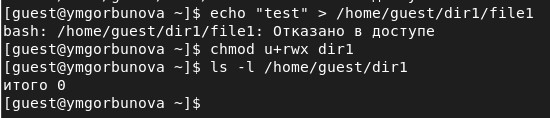 [guest@ymgorbunova ~]$ echo "test" > /home/guest/dir1/file1
bash: /home/guest/dir1/file1: Отказано в доступе
[guest@ymgorbunova ~]$ chmod u+rwx dir1
[guest@ymgorbunova ~]$ ls -l /home/guest/dir1
итого 0
[guest@ymgorbunova ~]$